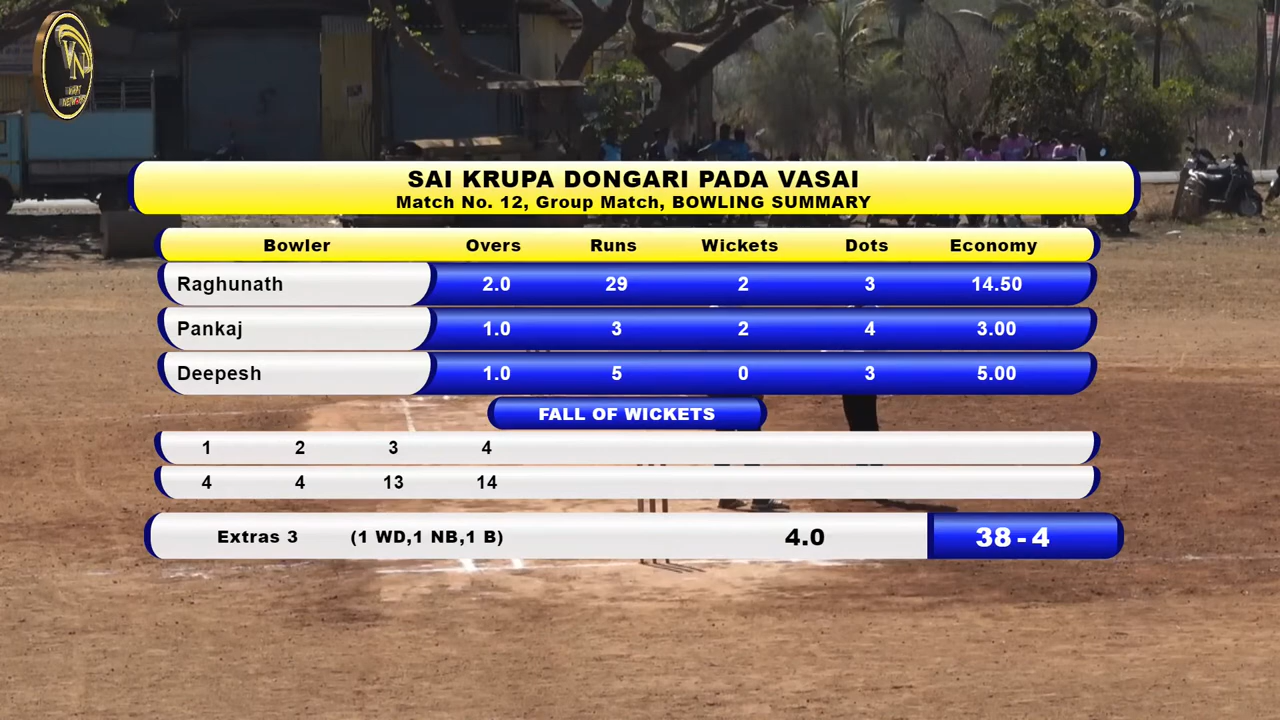 VN
NETWORK
SAI KRUPA DONGARI PADA VASAI
Match No. 12, Group Match, BOWLING SUMMARY
Bowler Overs Runs Wickets Dots Economy
Raghunath 2.0 29 2 3 14.50
Pankaj 1.0 3 2 4 3.00
Deepesh 1.0 5 0 3 5.00
FALL OF WICKETS
1 2 3 4
4 4 13 14
Extras 3 (1 WD,1 NB,1 B) 4.0 38 - 4